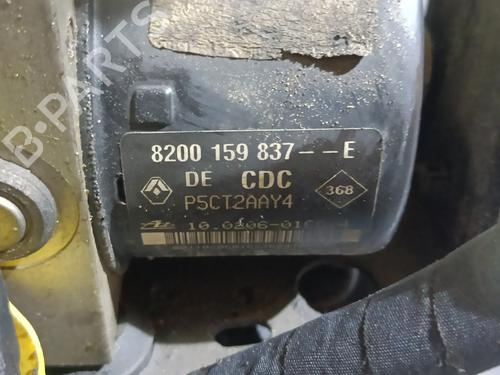 B-PARTS
8200 159 837--E
DE CDC
P5CT2AAY4
368